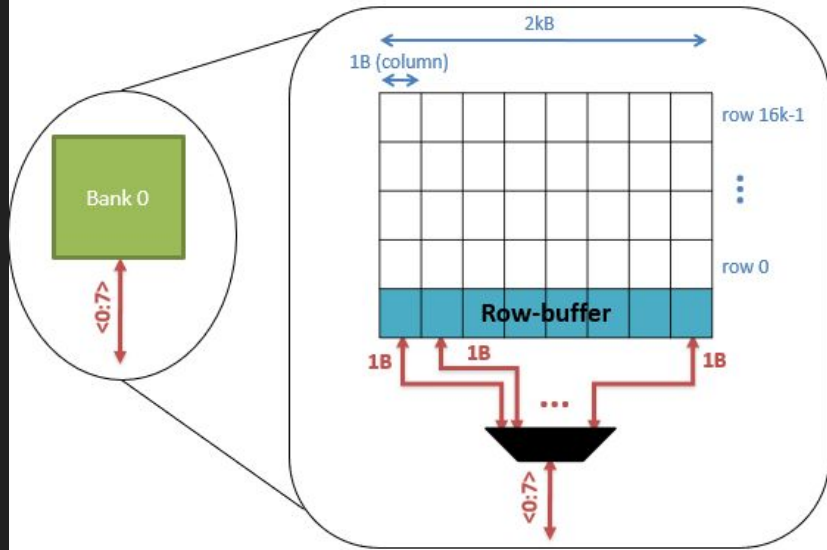 2kB
1B (column)
row 16k-1
Bank 0
row 0
<0:7>
Row-buffer
1B
1B
1B
...
<0:7>